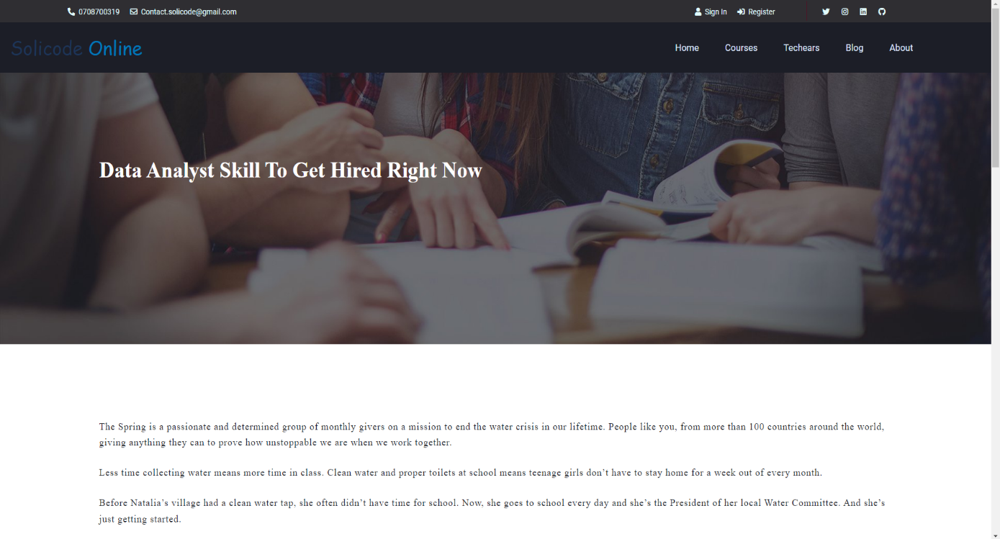 0708700319 Contact.solicode@gmail.com Sign In Register
Solicode Online Home Courses Techears Blog About
Data Analyst Skill To Get Hired Right Now
The Spring is a passionate and determined group of monthly givers on a mission to end the water crisis in our lifetime. People like you, from more than 100 countries around the world,
giving anything they can to prove how unstoppable we are when we work together.
Less time collecting water means more time in class. Clean water and proper toilets at school means teenage girls don’t have to stay home for a week out of every month.
Before Natalia’s village had a clean water tap, she often didn’t have time for school. Now, she goes to school every day and she’s the President of her local Water Committee. And she’s
just getting started.